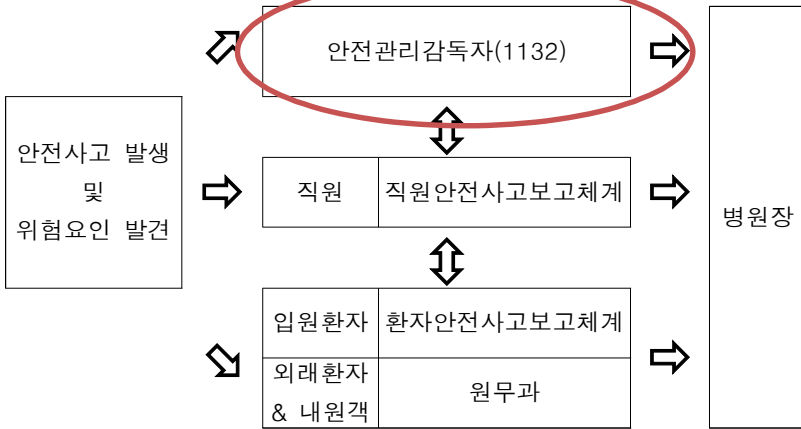 안전관리감독자(1132)
안전사고 발생
및
위험요인 발견
직원
직원안전사고보고체계
병원장
입원환자
환자안전사고보고체계
외래환자
& 내원객
원무과